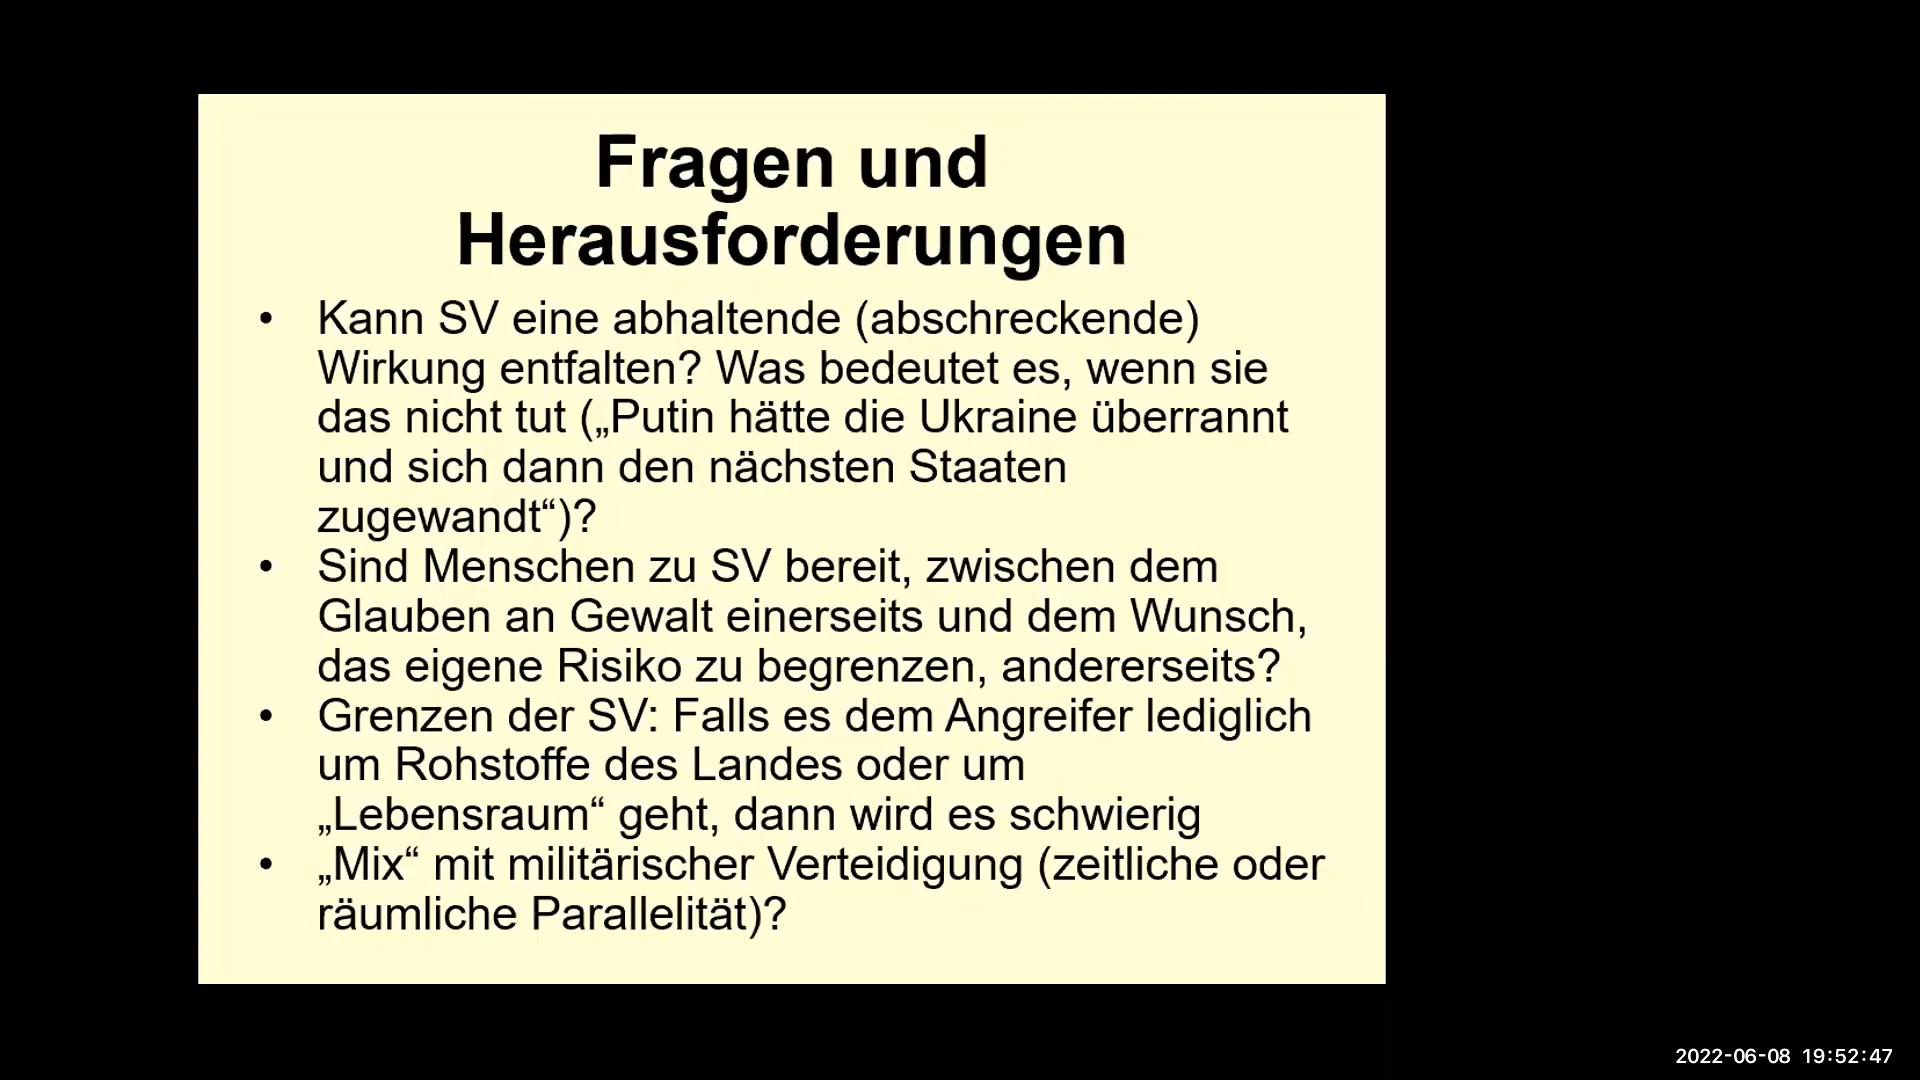 Fragen und
Herausforderungen
• Kann SV eine abhaltende (abschreckende)
Wirkung entfalten? Was bedeutet es, wenn sie
das nicht tut („Putin hätte die Ukraine überrannt
und sich dann den nächsten Staaten
zugewandt“)?
• Sind Menschen zu SV bereit, zwischen dem
Glauben an Gewalt einerseits und dem Wunsch,
das eigene Risiko zu begrenzen, andererseits?
• Grenzen der SV: Falls es dem Angreifer lediglich
um Rohstoffe des Landes oder um
„Lebensraum“ geht, dann wird es schwierig
• „Mix“ mit militärischer Verteidigung (zeitliche oder
räumliche Parallelität)?
2022-06-08 19:52:47